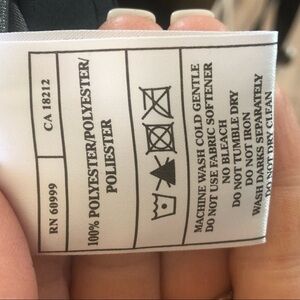 RN 60999
CA 18212
100% POLYESTER/POLYESTER/
POLIESTER
MACHINE WASH COLD GENTLE
DO NOT USE FABRIC SOFTENER
NO BLEACH
DO NOT TUMBLE DRY
DO NOT IRON
WASH DARKS SEPARATELY
DO NOT DRY CLEAN